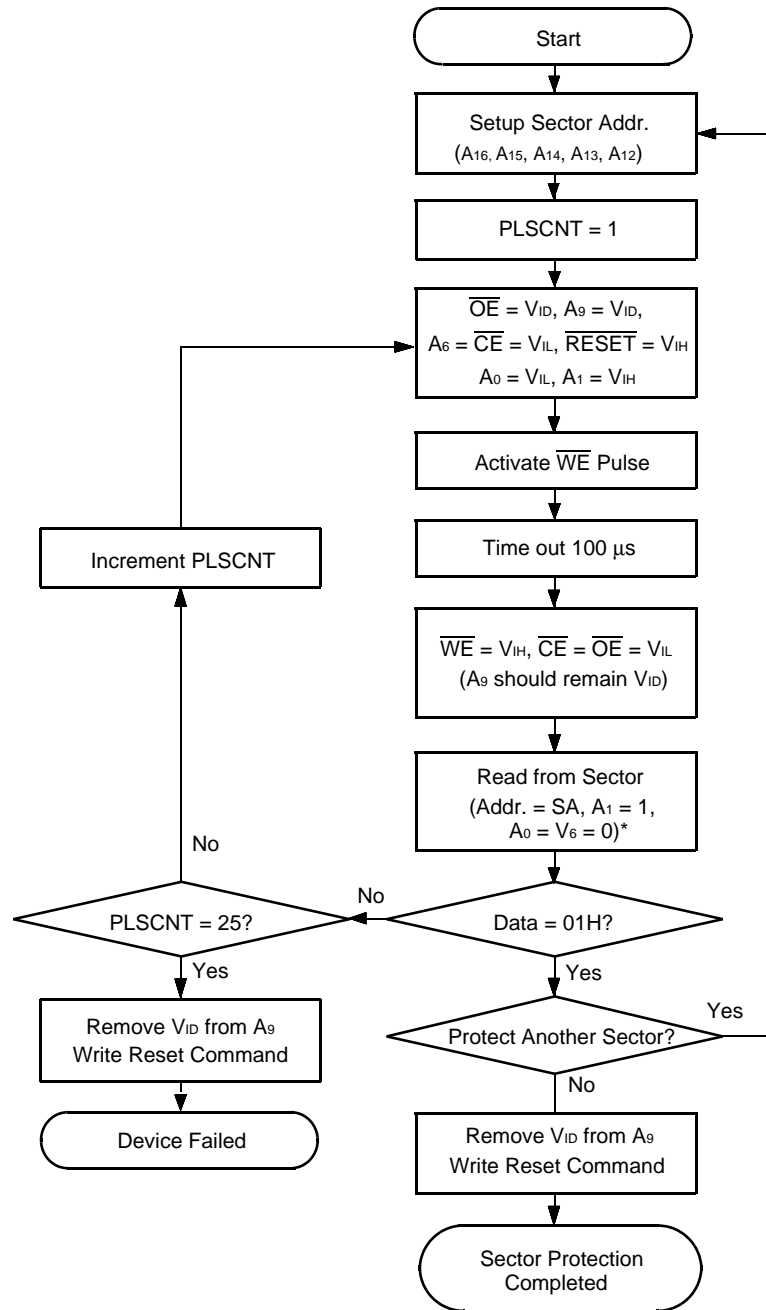 Start
Setup Sector Addr.
(A16, A15, A14, A13, A12)
PLSCNT = 1
OE = VID, A9 = VID,
A6 = CE = VIL, RESET = VIH
A0 = VIL, A1 = VIH
Activate WE Pulse
Time out 100 μs
Increment PLSCNT
WE = VIH, CE = OE = VIL
(A9 should remain VID)
Read from Sector
(Addr. = SA, A1 = 1,
A0 = V6 = 0)*
No
No
PLSCNT = 25?
Data = 01H?
Yes
Yes
Yes
Remove VID from A9
Write Reset Command
Protect Another Sector?
No
Device Failed
Remove VID from A9
Write Reset Command
Sector Protection
Completed